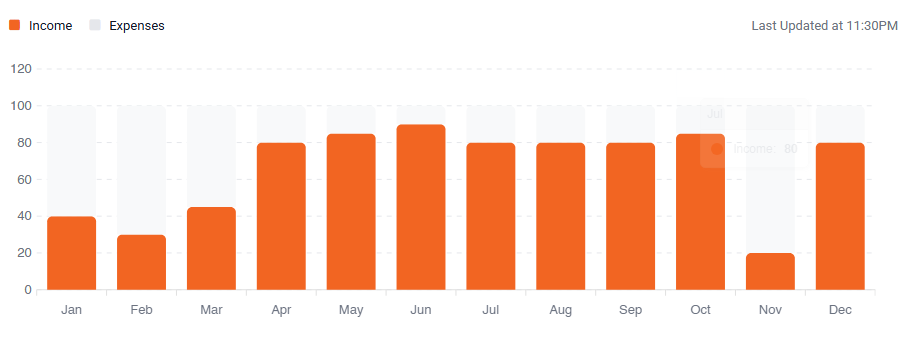 Income Expenses Last Updated at 11:30PM
120
100
Jul
80
Income: 80
60
40
20
0
Jan Feb Mar Apr May Jun Jul Aug Sep Oct Nov Dec